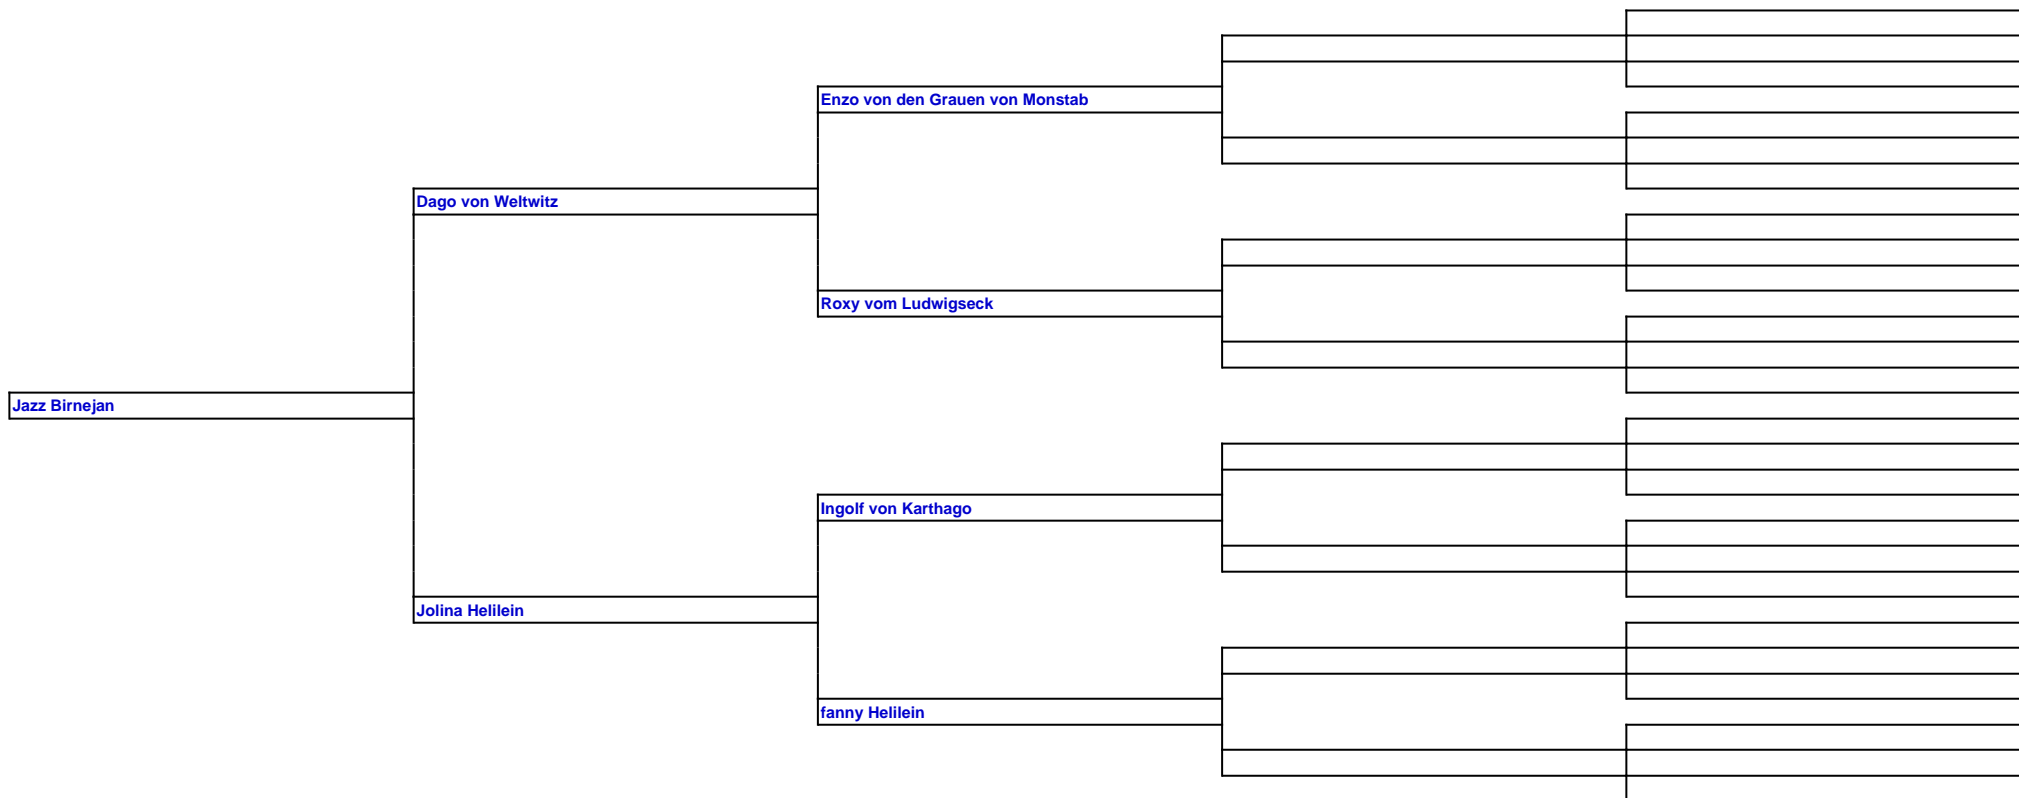 Enzo von den Grauen von Monstab
Dago von Weltwitz
Roxy vom Ludwigseck
Jazz Birnejan
Ingolf von Karthago
Jolina Helilein
fanny Helilein